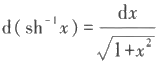 d(sh⁻¹x) = dx / √(1+x²)